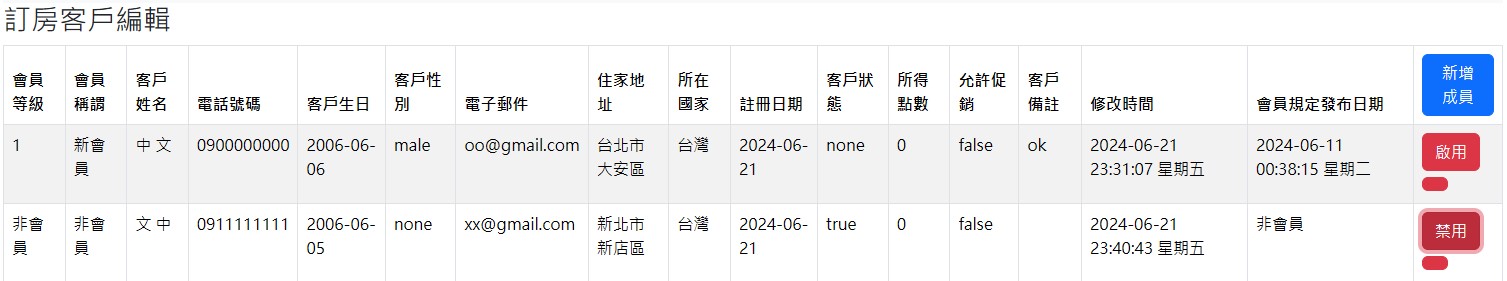 訂房客戶編輯
會員等級 會員稱謂 客戶姓名 電話號碼 客戶生日 客戶性別 電子郵件 住家地址 所在國家 註冊日期 客戶狀態 所得點數 允許促銷 客戶備註 修改時間 會員規定發布日期 新增成員
1 新會員 中 文 0900000000 2006-06-06 male oo@gmail.com 台北市大安區 台灣 2024-06-21 none 0 false ok 2024-06-21 23:31:07 星期五 2024-06-11 00:38:15 星期二 啟用
非會員 非會員 文 中 0911111111 2006-06-05 none xx@gmail.com 新北市新店區 台灣 2024-06-21 true 0 false 2024-06-21 23:40:43 星期五 非會員 禁用